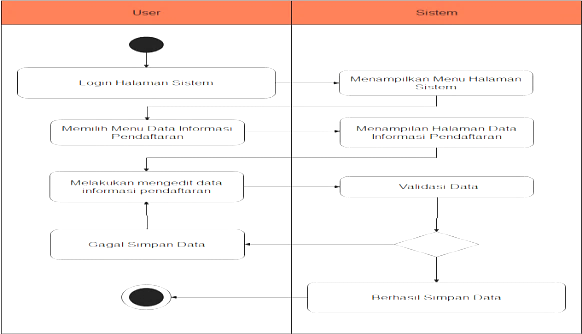 User
Sistem
Login Halaman Sistem
Menampilkan Menu Halaman
Sistem
Memilih Menu Data Informasi
Pendaftaran
Menampilan Halaman Data
Informasi Pendaftaran
Melakukan mengedit data
informasi pendaftaran
Validasi Data
Gagal Simpan Data
Berhasil Simpan Data